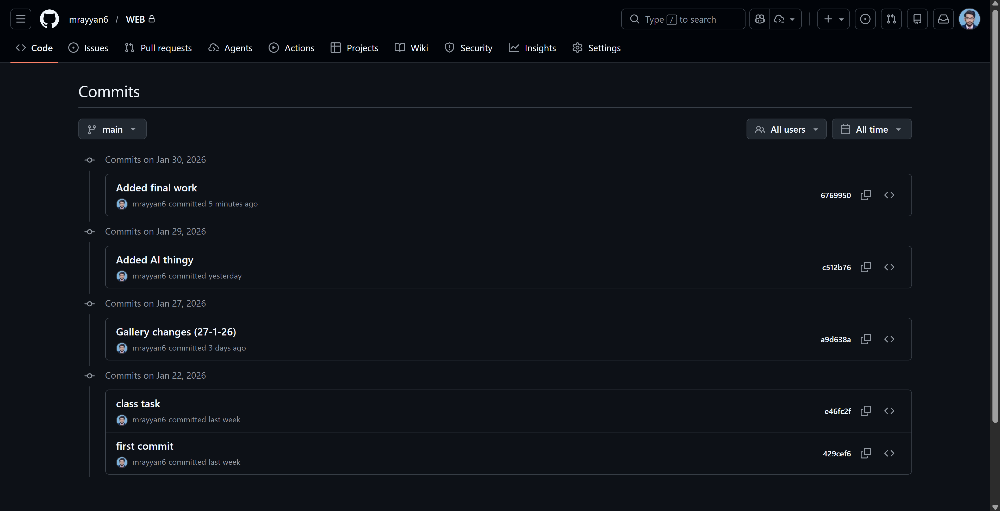 mrayyan6 / WEB
Type / to search
Code Issues Pull requests Agents Actions Projects Wiki Security Insights Settings
Commits
main
All users All time
Commits on Jan 30, 2026
Added final work
mrayyan6 committed 5 minutes ago
6769950
Commits on Jan 29, 2026
Added AI thingy
mrayyan6 committed yesterday
c512b76
Commits on Jan 27, 2026
Gallery changes (27-1-26)
mrayyan6 committed 3 days ago
a9d638a
Commits on Jan 22, 2026
class task
mrayyan6 committed last week
e46fc2f
first commit
mrayyan6 committed last week
429cef6